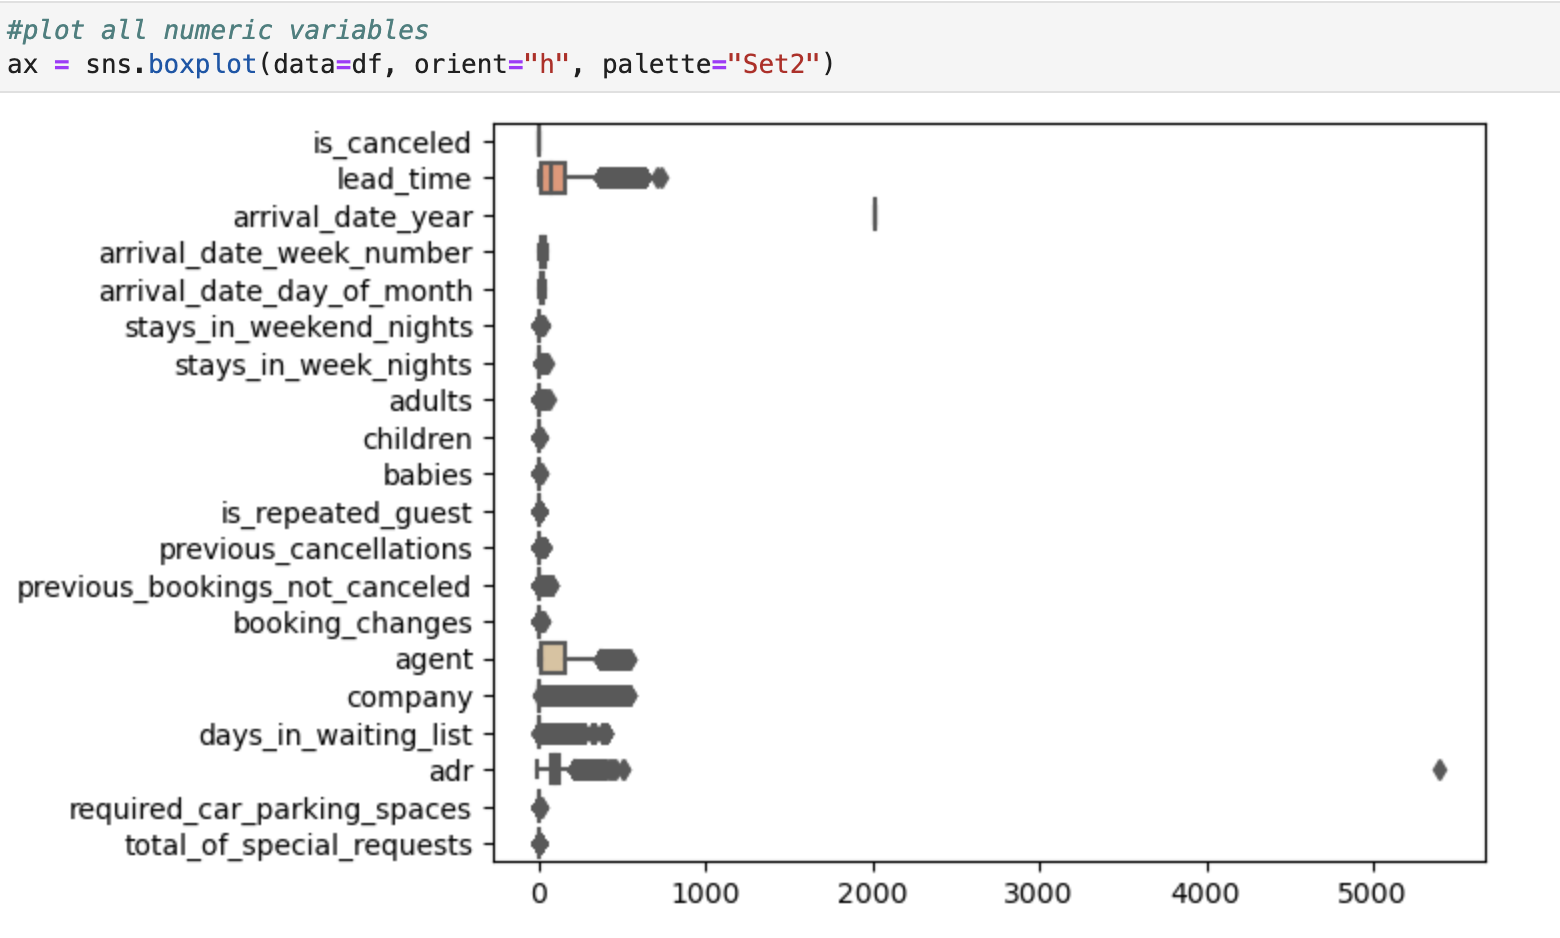 #plot all numeric variables
ax = sns.boxplot(data=df, orient="h", palette="Set2")
is_canceled
lead_time
arrival_date_year
arrival_date_week_number
arrival_date_day_of_month
stays_in_weekend_nights
stays_in_week_nights
adults
children
babies
is_repeated_guest
previous_cancellations
previous_bookings_not_canceled
booking_changes
agent
company
days_in_waiting_list
adr
required_car_parking_spaces
total_of_special_requests
0 1000 2000 3000 4000 5000